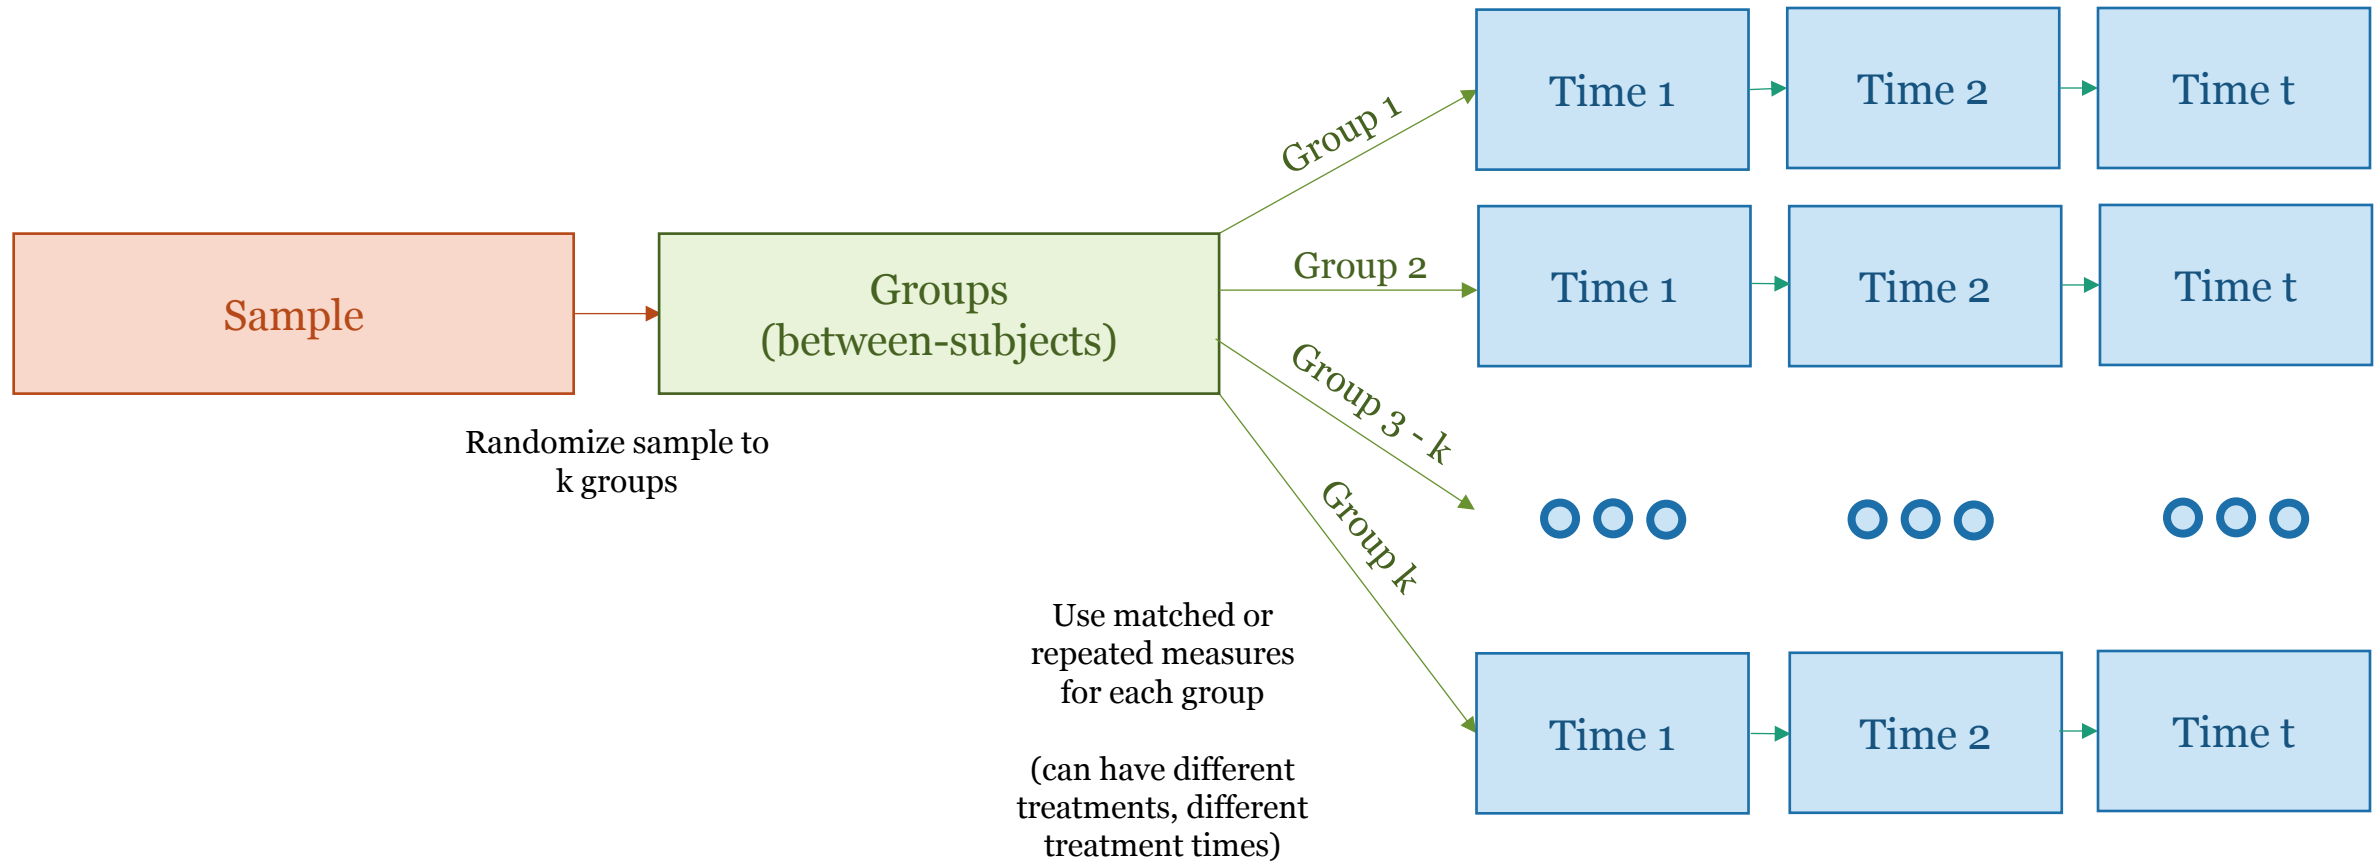 Sample
Randomize sample to
k groups
Groups
(between-subjects)
Use matched or
repeated measures
for each group
(can have different
treatments, different
treatment times)
Group 1
Time 1
Time 2
Time t
Group 2
Time 1
Time 2
Time t
Group 3 - k
Group k
Time 1
Time 2
Time t